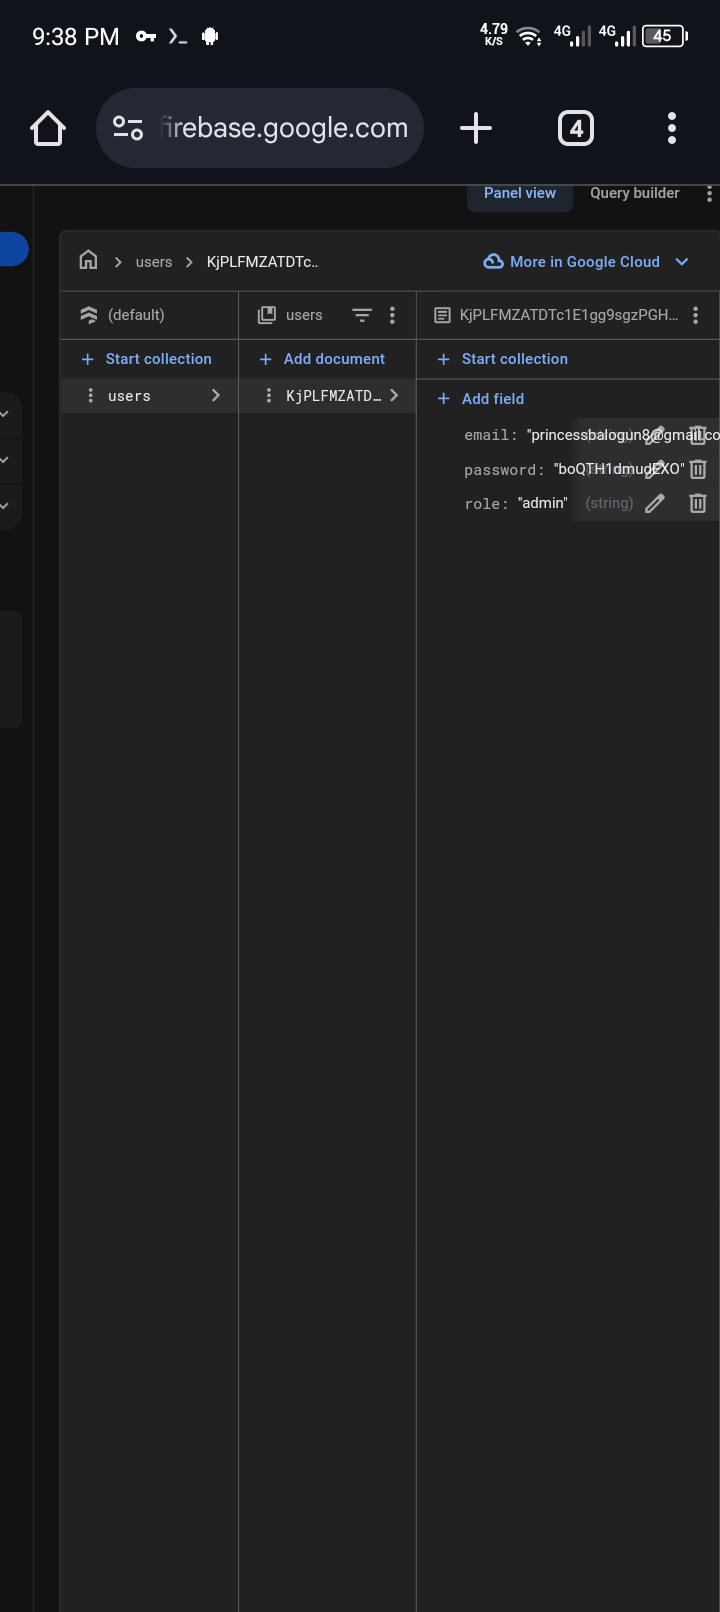 9:38 PM
4.79
K/S
4G
4G
45
firebase.google.com
4
Panel view
Query builder
users
KjPLFMZATDTc..
More in Google Cloud
(default)
users
KjPLFMZATDTc1E1gg9sgzPGH...
Start collection
Add document
Start collection
users
KjPLFMZATD...
Add field
email: "princessbalogun8@gmail.co
password: "boQTH1dmudEXO"
role: "admin" (string)